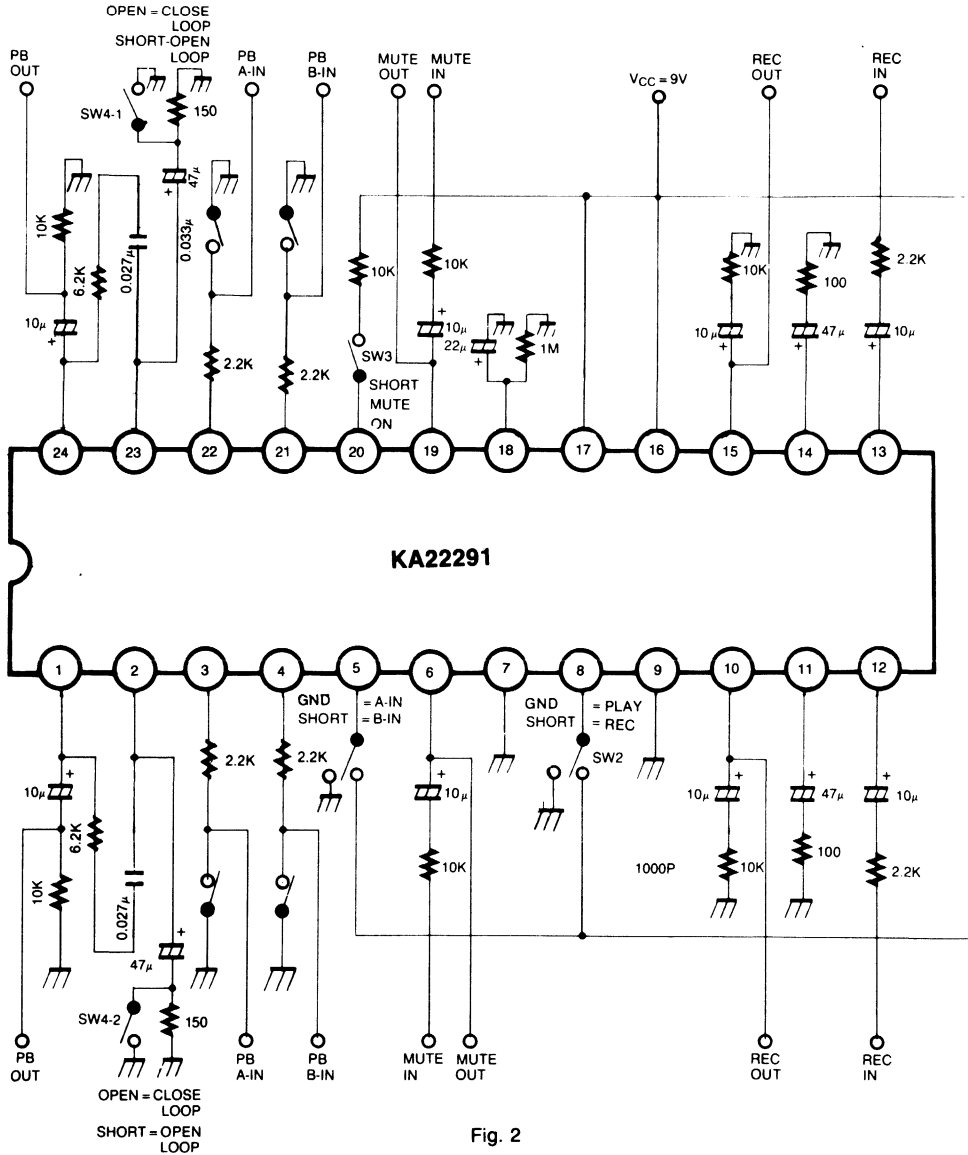 OPEN = CLOSE
LOOP
SHORT-OPEN
LOOP
PB
OUT
PB
A-IN
PB
B-IN
MUTE
OUT
MUTE
IN
VCC = 9V
REC
OUT
REC
IN
SW4-1
150
47μ
+
10K
6.2K
0.027μ
0.033μ
10μ
+
2.2K
2.2K
10K
SW3
SHORT
MUTE
ON
10K
+
10μ
22μ
+
1M
10K
10μ
+
100
47μ
+
2.2K
10μ
+
24
23
22
21
20
19
18
17
16
15
14
13
KA22291
1
2
3
4
5
6
7
8
9
10
11
12
GND = A-IN
SHORT = B-IN
GND = PLAY
SHORT = REC
SW2
10μ
+
6.2K
10K
0.027μ
47μ
+
2.2K
2.2K
+
10μ
10K
1000P
10μ
+
10K
47μ
+
100
+
10μ
2.2K
SW4-2
150
PB
OUT
PB
A-IN
PB
B-IN
MUTE
IN
MUTE
OUT
REC
OUT
REC
IN
OPEN = CLOSE
LOOP
SHORT = OPEN
LOOP
Fig. 2